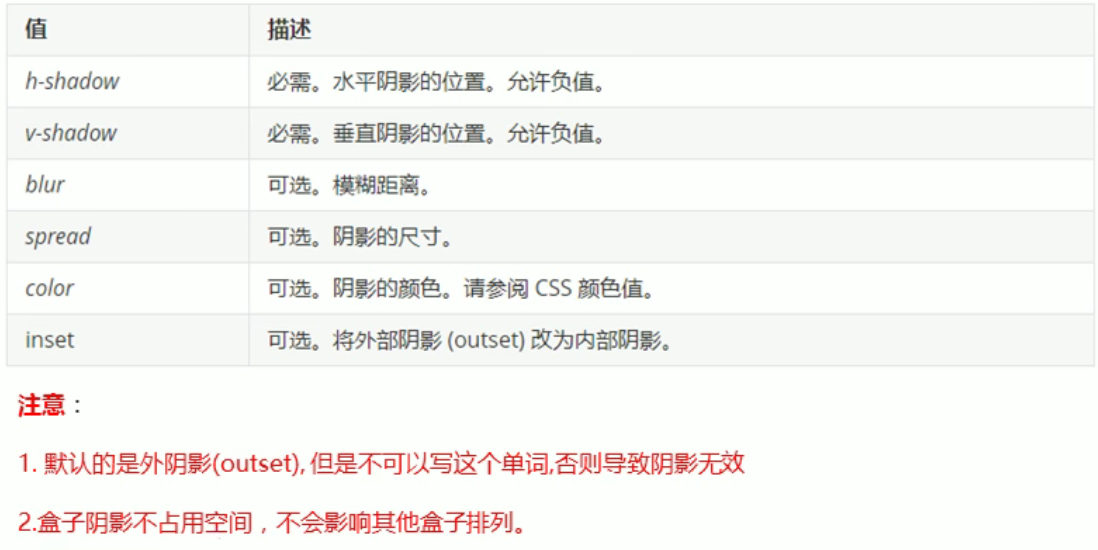 值 描述
h-shadow 必需。水平阴影的位置。允许负值。
v-shadow 必需。垂直阴影的位置。允许负值。
blur 可选。模糊距离。
spread 可选。阴影的尺寸。
color 可选。阴影的颜色。请参阅 CSS 颜色值。
inset 可选。将外部阴影 (outset) 改为内部阴影。
注意：
1. 默认的是外阴影(outset), 但是不可以写这个单词,否则导致阴影无效
2.盒子阴影不占用空间，不会影响其他盒子排列。